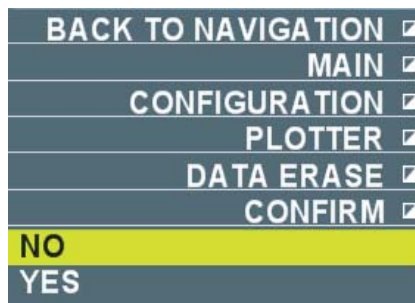 BACK TO NAVIGATION
MAIN
CONFIGURATION
PLOTTER
DATA ERASE
CONFIRM
NO
YES